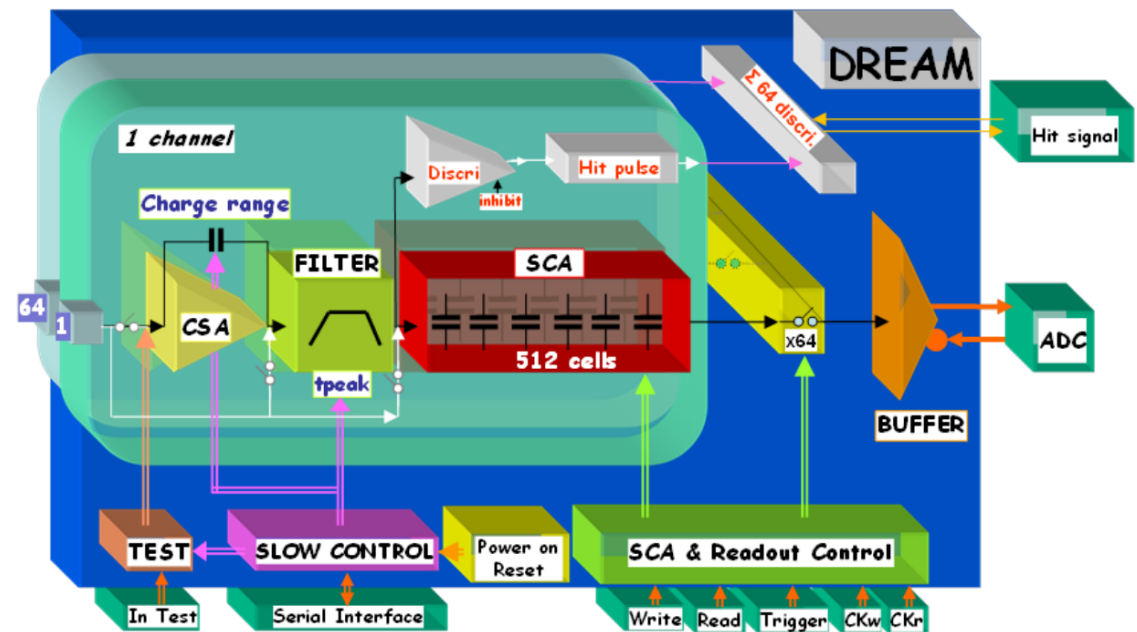 DREAM
Σ 64 discri.
Hit signal
1 channel
Discri
Hit pulse
inhibit
Charge range
FILTER
SCA
64
1
CSA
x64
ADC
512 cells
tpeak
BUFFER
TEST
SLOW CONTROL
Power on
Reset
SCA & Readout Control
In Test
Serial Interface
Write
Read
Trigger
CKw
CKr